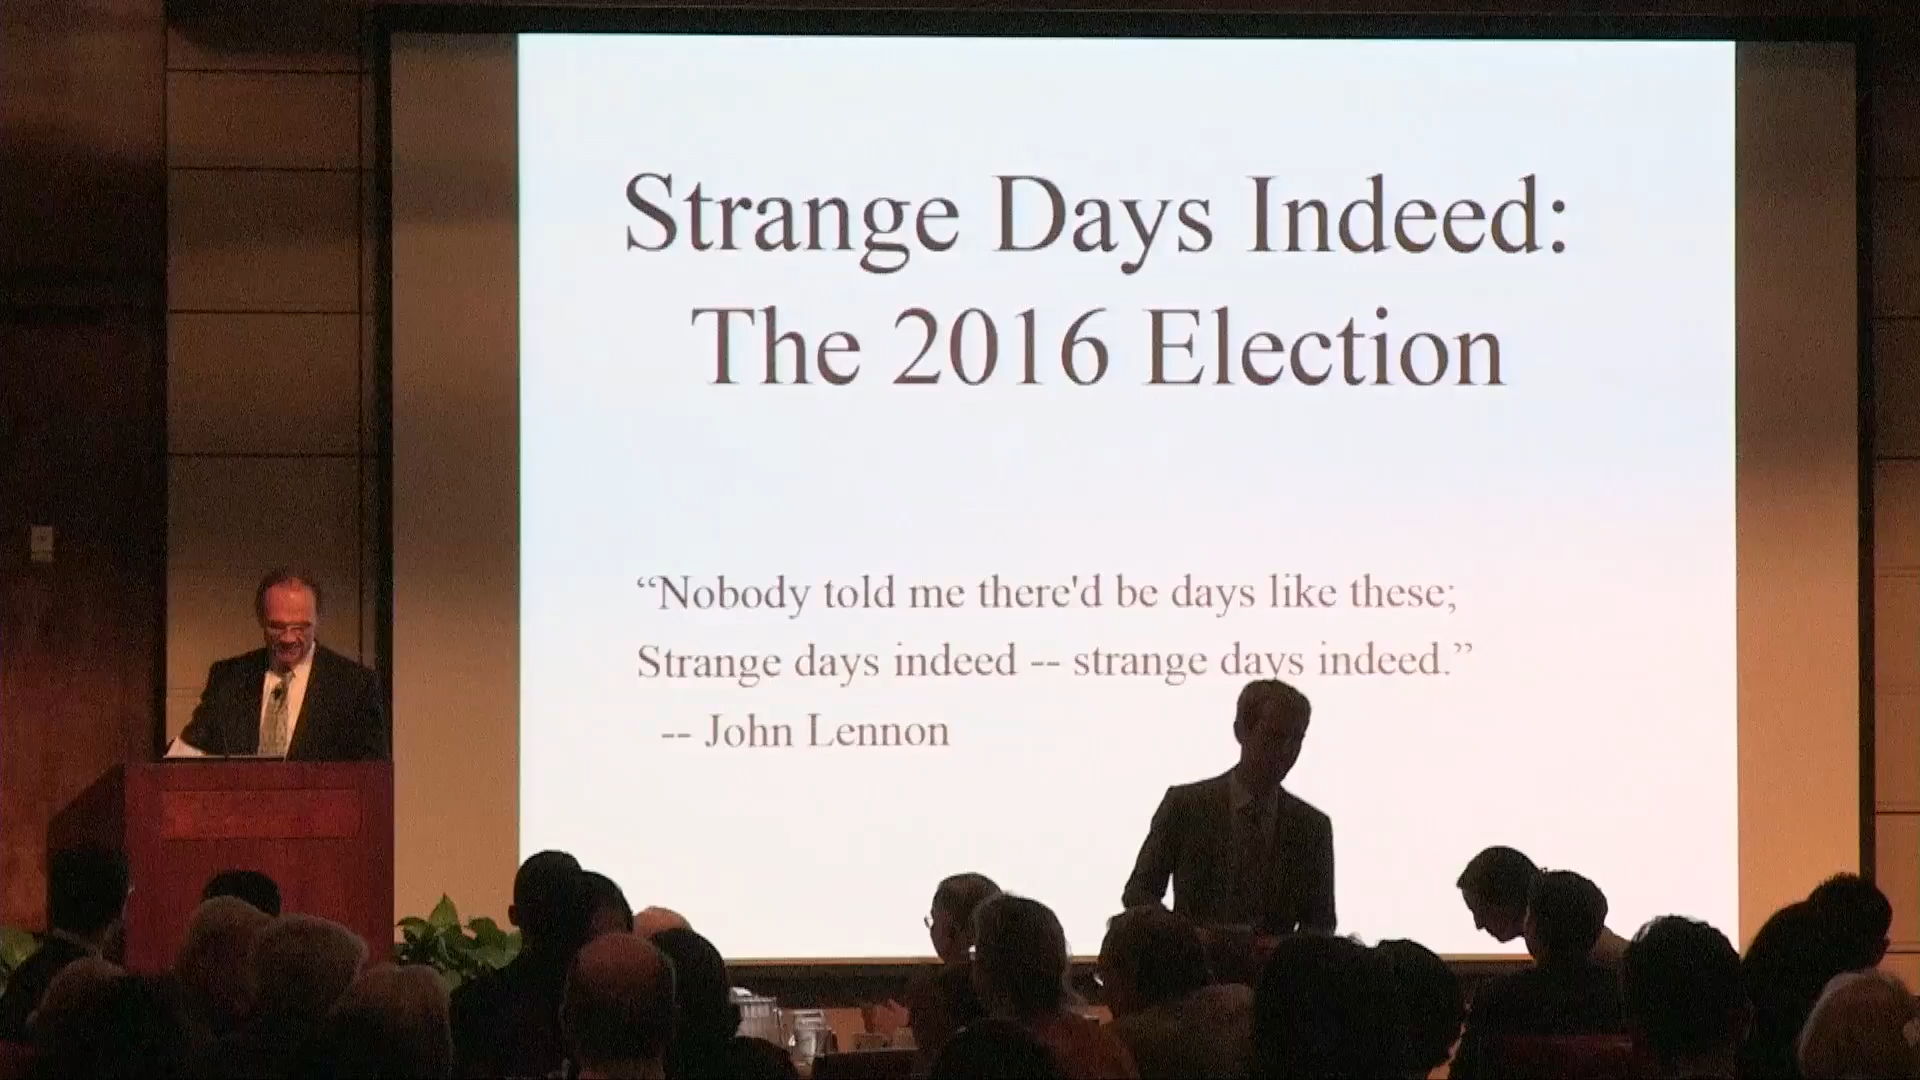 Strange Days Indeed:
The 2016 Election
“Nobody told me there'd be days like these;
Strange days indeed -- strange days indeed.”
-- John Lennon